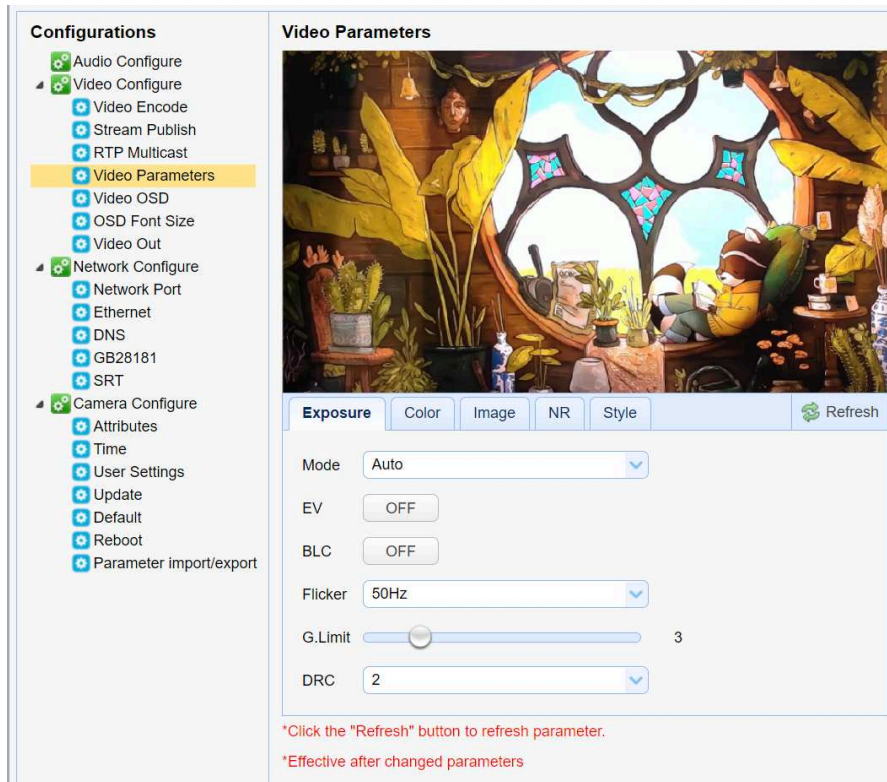 Configurations
Audio Configure
Video Configure
Video Encode
Stream Publish
RTP Multicast
Video Parameters
Video OSD
OSD Font Size
Video Out
Network Configure
Network Port
Ethernet
DNS
GB28181
SRT
Camera Configure
Attributes
Time
User Settings
Update
Default
Reboot
Parameter import/export
Video Parameters
Exposure Color Image NR Style Refresh
Mode Auto
EV OFF
BLC OFF
Flicker 50Hz
G.Limit 3
DRC 2
*Click the "Refresh" button to refresh parameter.
*Effective after changed parameters